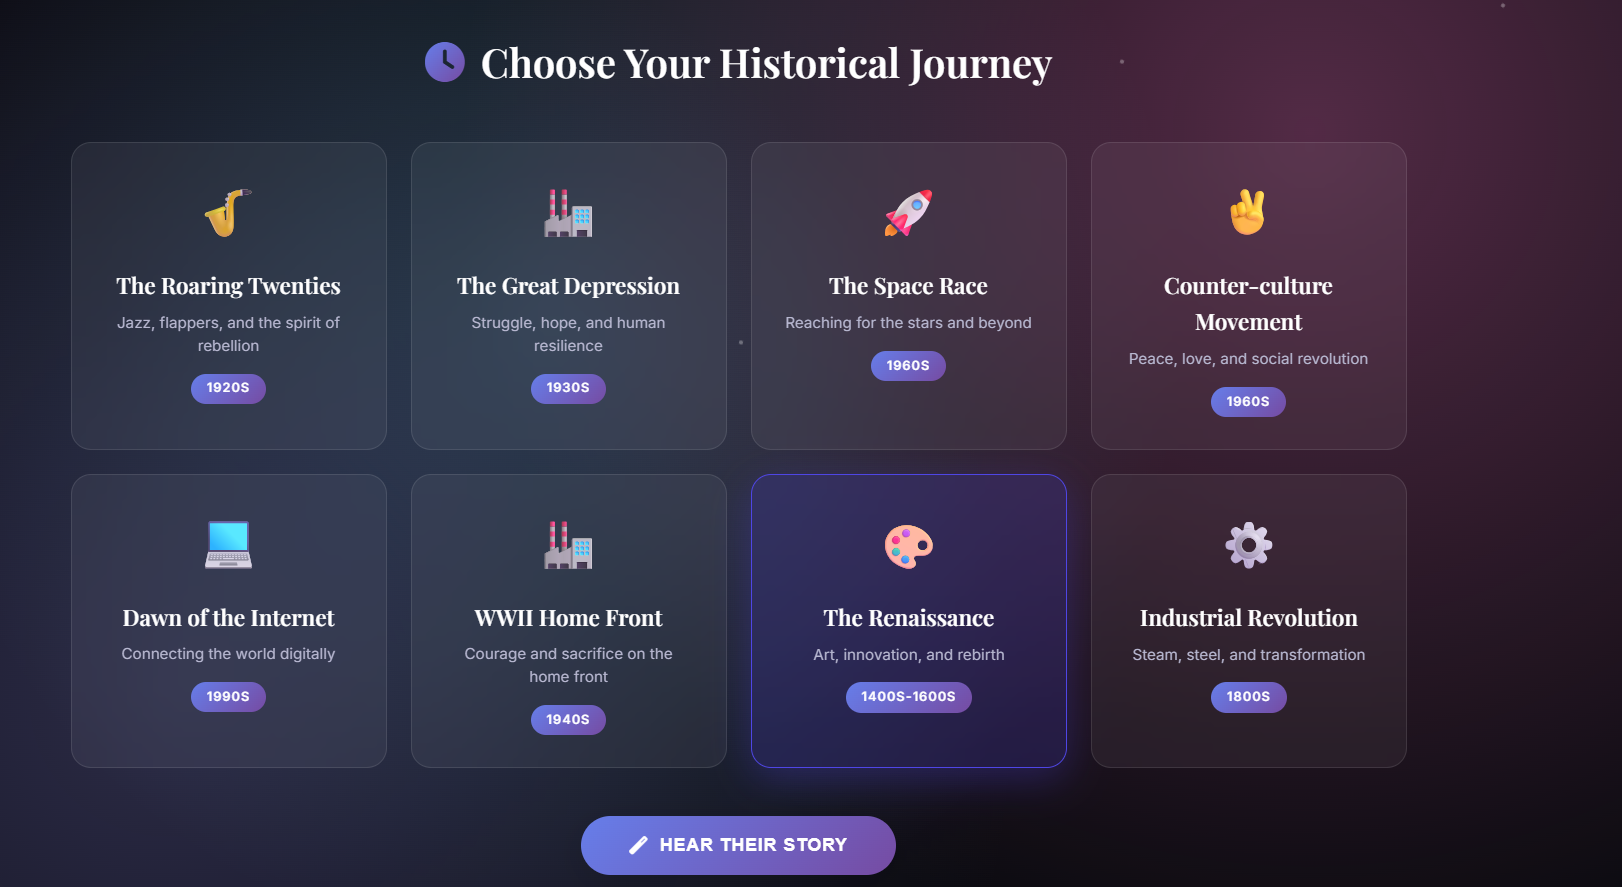 Choose Your Historical Journey
The Roaring Twenties
Jazz, flappers, and the spirit of
rebellion
1920S
The Great Depression
Struggle, hope, and human
resilience
1930S
The Space Race
Reaching for the stars and beyond
1960S
Counter-culture
Movement
Peace, love, and social revolution
1960S
Dawn of the Internet
Connecting the world digitally
1990S
WWII Home Front
Courage and sacrifice on the
home front
1940S
The Renaissance
Art, innovation, and rebirth
1400S-1600S
Industrial Revolution
Steam, steel, and transformation
1800S
HEAR THEIR STORY